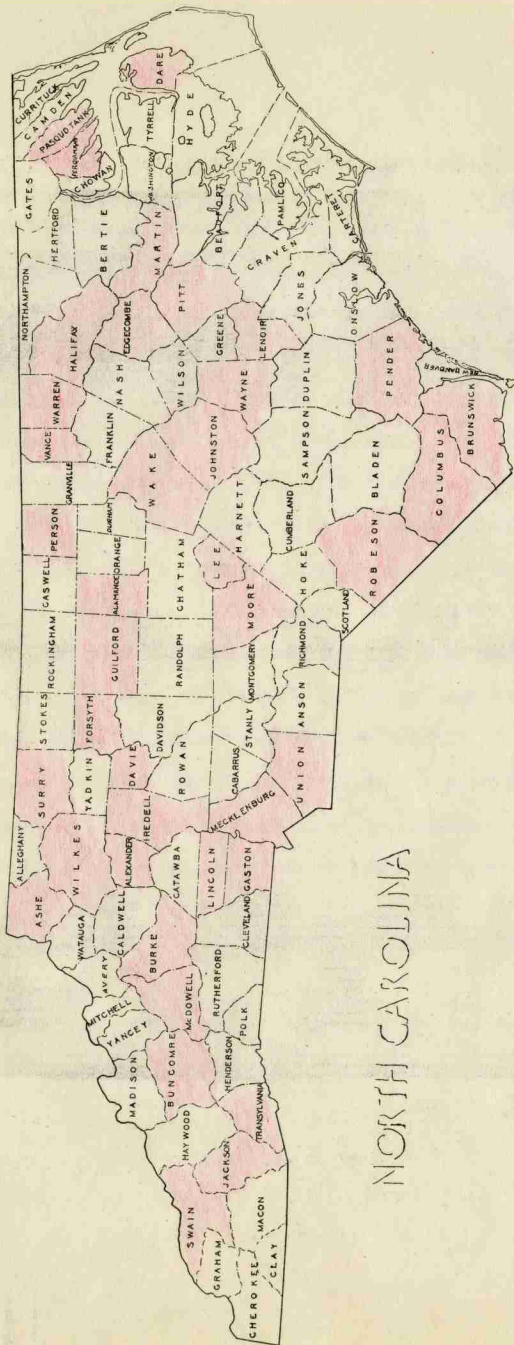 CURRITUCK
CAMDEN
PASQUOTANK
PERQUIMANS
CHOWAN
GATES
HERTFORD
NORTHAMPTON
BERTIE
DARE
TYRRELL
WASHINGTON
HYDE
MARTIN
HALIFAX
EDGECOMBE
BEAUFORT
PAMLICO
CARTERET
CRAVEN
PITT
WARREN
NASH
WILSON
GREENE
LENOIR
JONES
ONSLOW
VANCE
FRANKLIN
GRANVILLE
WAKE
JOHNSTON
WAYNE
DUPLIN
SAMPSON
PENDER
NEW HANOVER
BRUNSWICK
COLUMBUS
BLADEN
PERSON
DURHAM
ORANGE
CHATHAM
LEE
HARNETT
CUMBERLAND
HOKE
ROBESON
CASWELL
ALAMANCE
ROCKINGHAM
GUILFORD
RANDOLPH
MOORE
MONTGOMERY
RICHMOND
SCOTLAND
STOKES
FORSYTH
DAVIDSON
STANLY
ANSON
SURRY
YADKIN
DAVIE
ROWAN
CABARRUS
UNION
ALLEGHANY
WILKES
IREDELL
MECKLENBURG
ASHE
ALEXANDER
CATAWBA
LINCOLN
GASTON
WATAUGA
CALDWELL
BURKE
CLEVELAND
AVERY
MITCHELL
YANCEY
McDOWELL
RUTHERFORD
POLK
MADISON
BUNCOMRE
HENDERSON
HAYWOOD
TRANSYLVANIA
JACKSON
SWAIN
MACON
GRAHAM
CHEROKEE
CLAY
NORTH CAROLINA